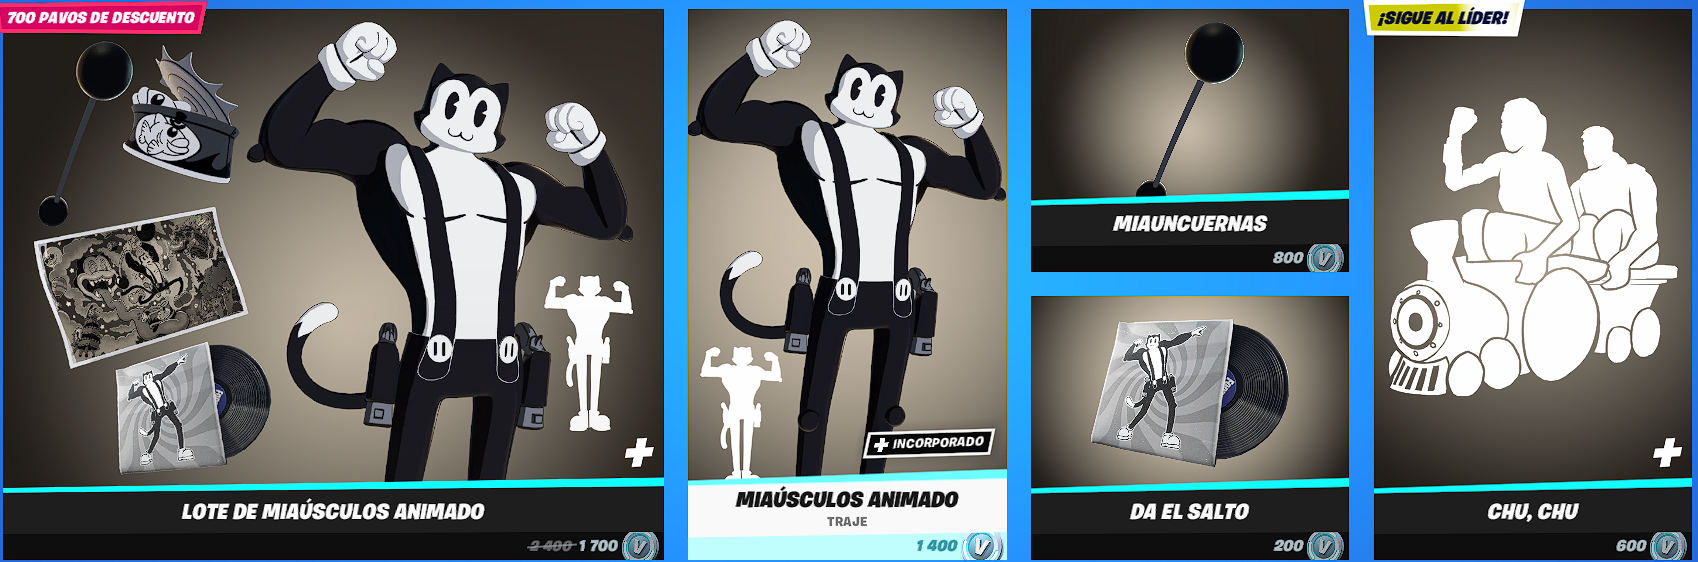 700 PAVOS DE DESCUENTO
LOTE DE MIAÚSCULOS ANIMADO
2 400 1 700
+ INCORPORADO
MIAÚSCULOS ANIMADO
TRAJE
1 400
MIAUNCUERNAS
800
DA EL SALTO
200
¡SIGUE AL LÍDER!
CHU, CHU
600